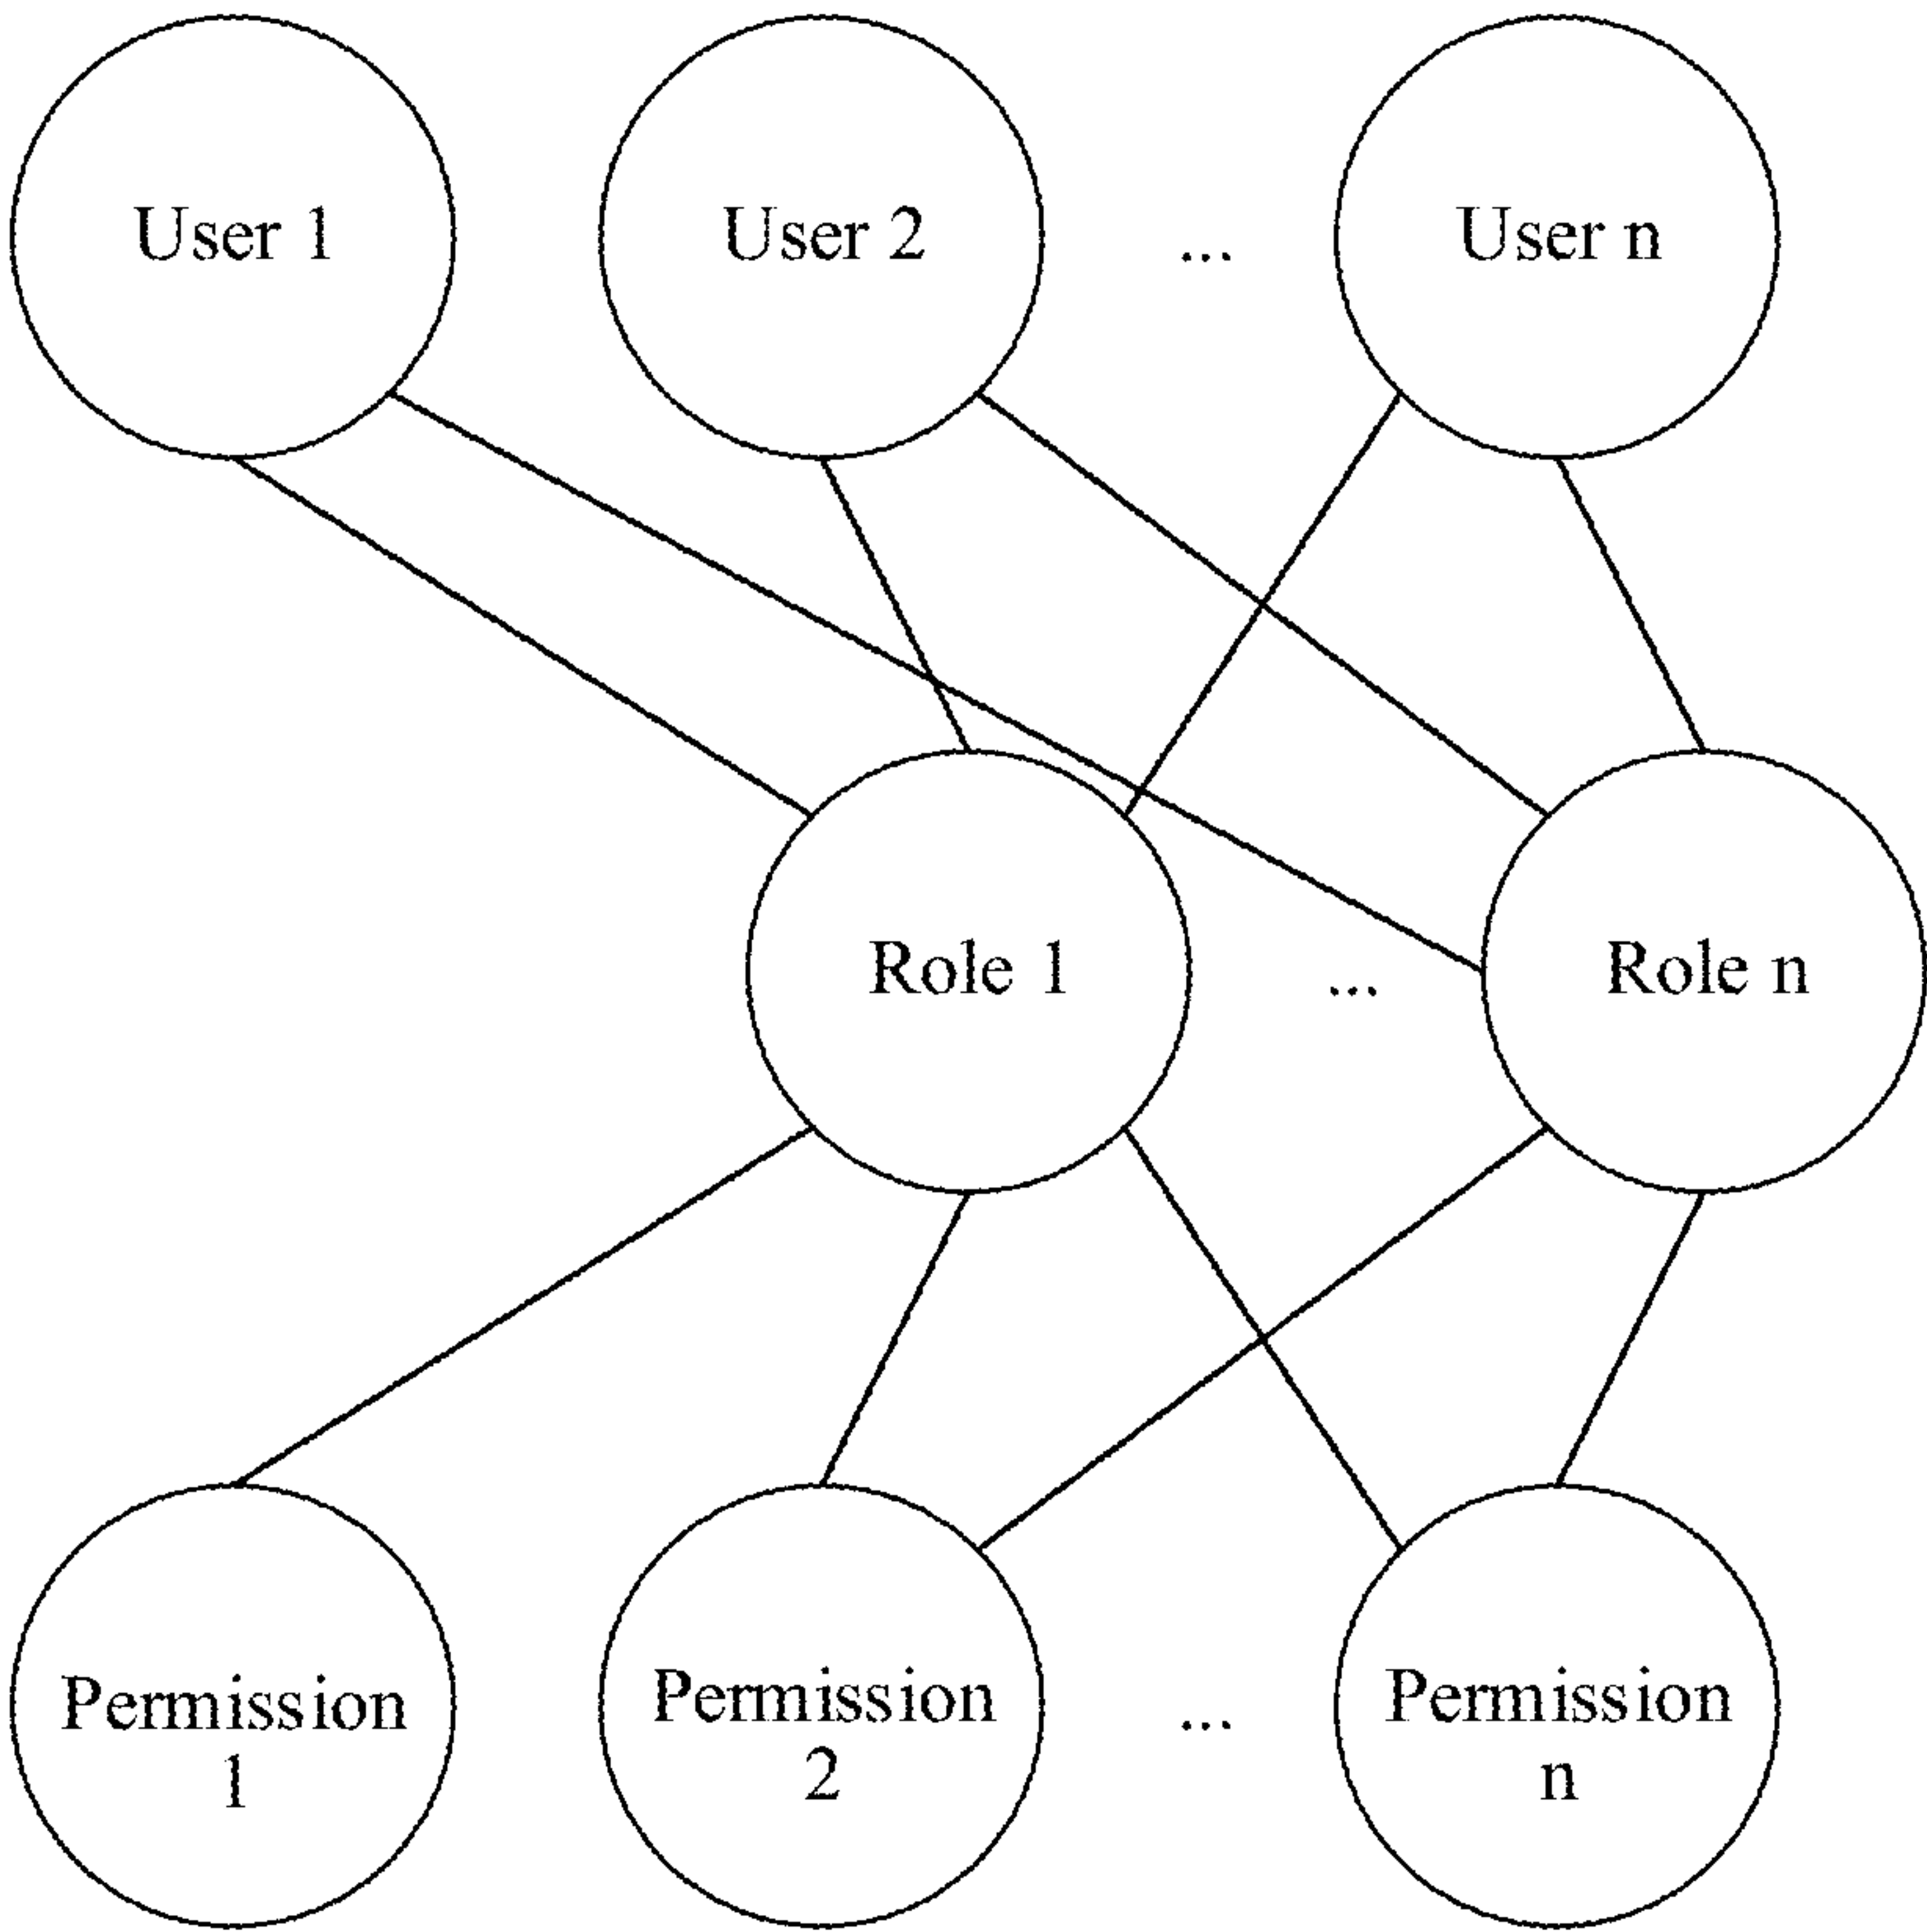 User 1
User 2
...
User n
Role 1
...
Role n
Permission
1
Permission
2
...
Permission
n